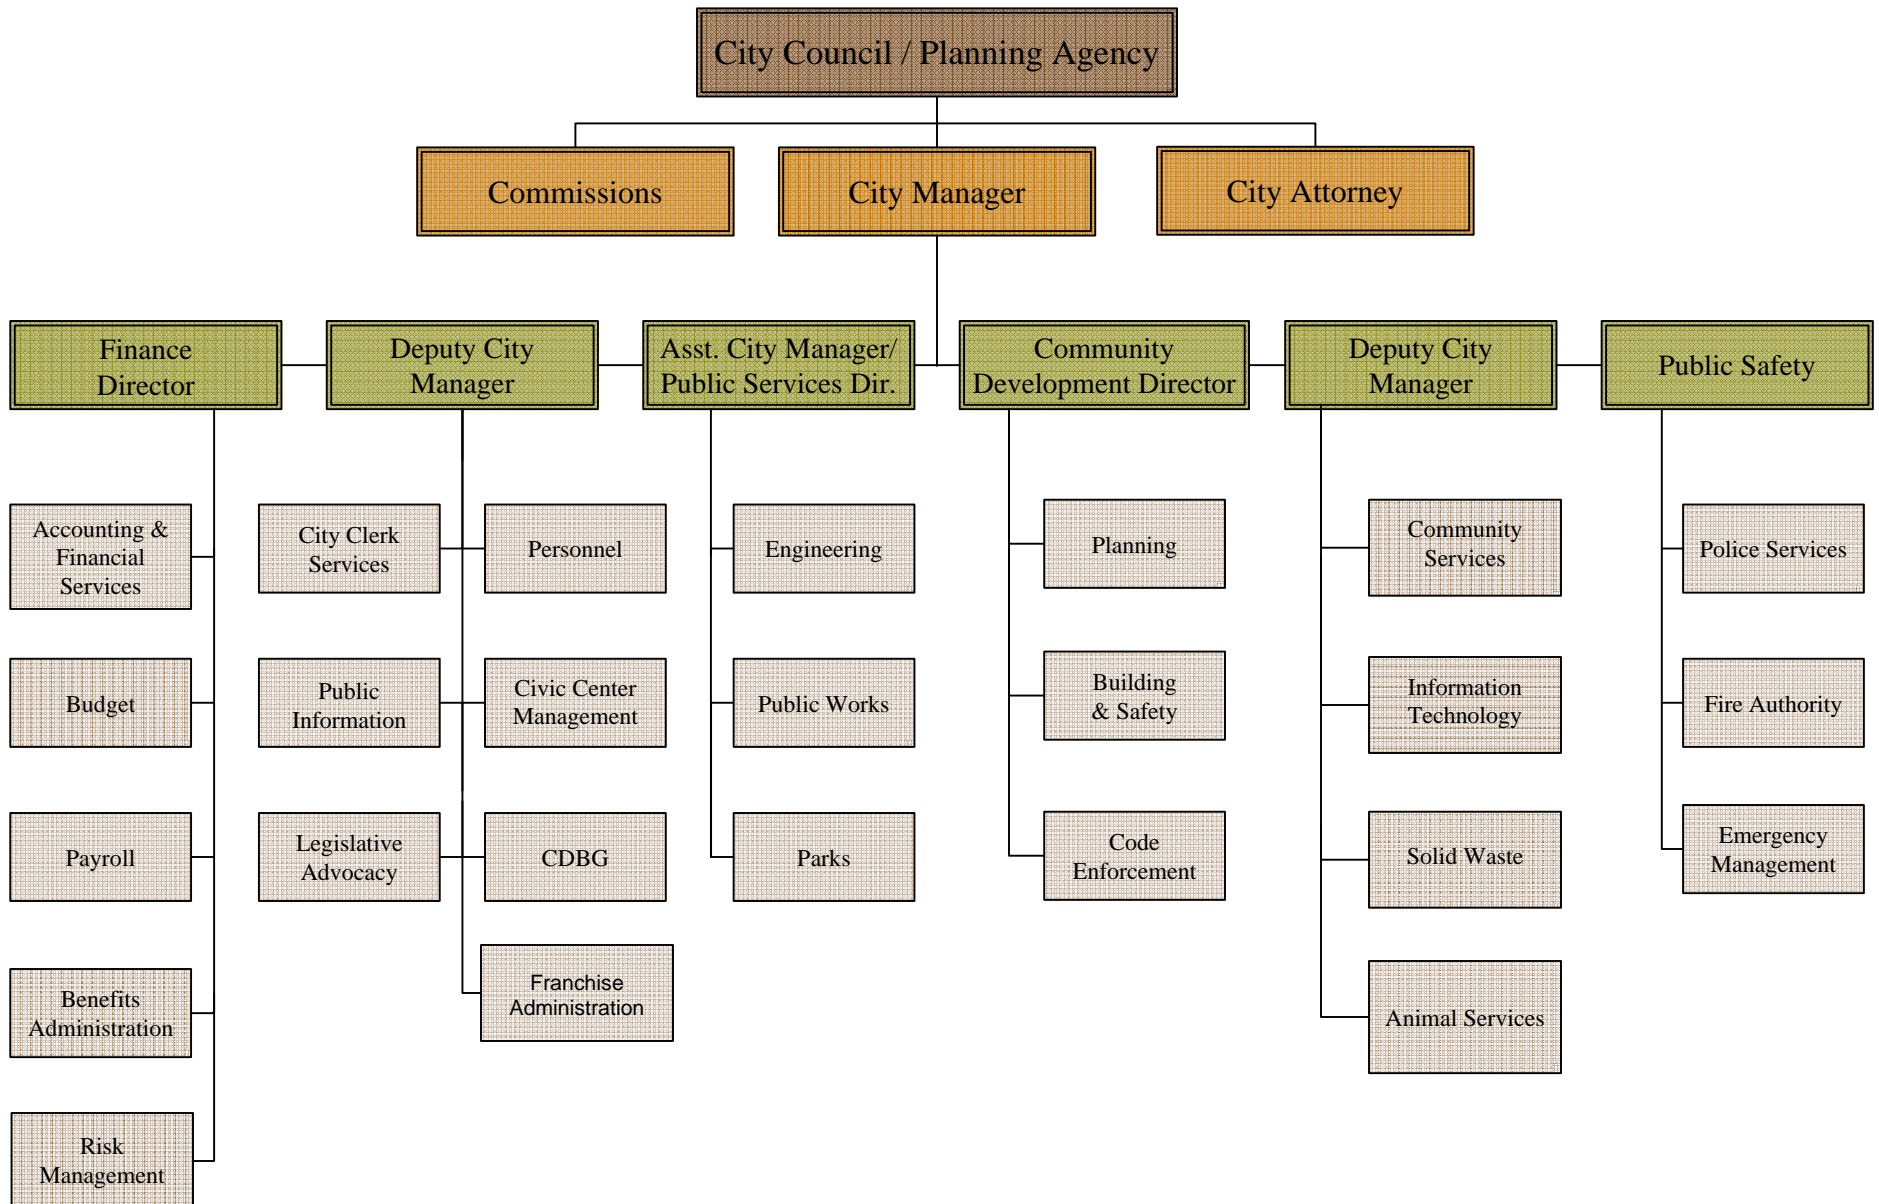 City Council / Planning Agency
Commissions
City Manager
City Attorney
Finance
Director
Deputy City
Manager
Asst. City Manager/
Public Services Dir.
Community
Development Director
Deputy City
Manager
Public Safety
Accounting &
Financial
Services
City Clerk
Services
Personnel
Engineering
Planning
Community
Services
Police Services
Budget
Public
Information
Civic Center
Management
Public Works
Building
& Safety
Information
Technology
Fire Authority
Payroll
Legislative
Advocacy
CDBG
Parks
Code
Enforcement
Solid Waste
Emergency
Management
Benefits
Administration
Franchise
Administration
Animal Services
Risk
Management